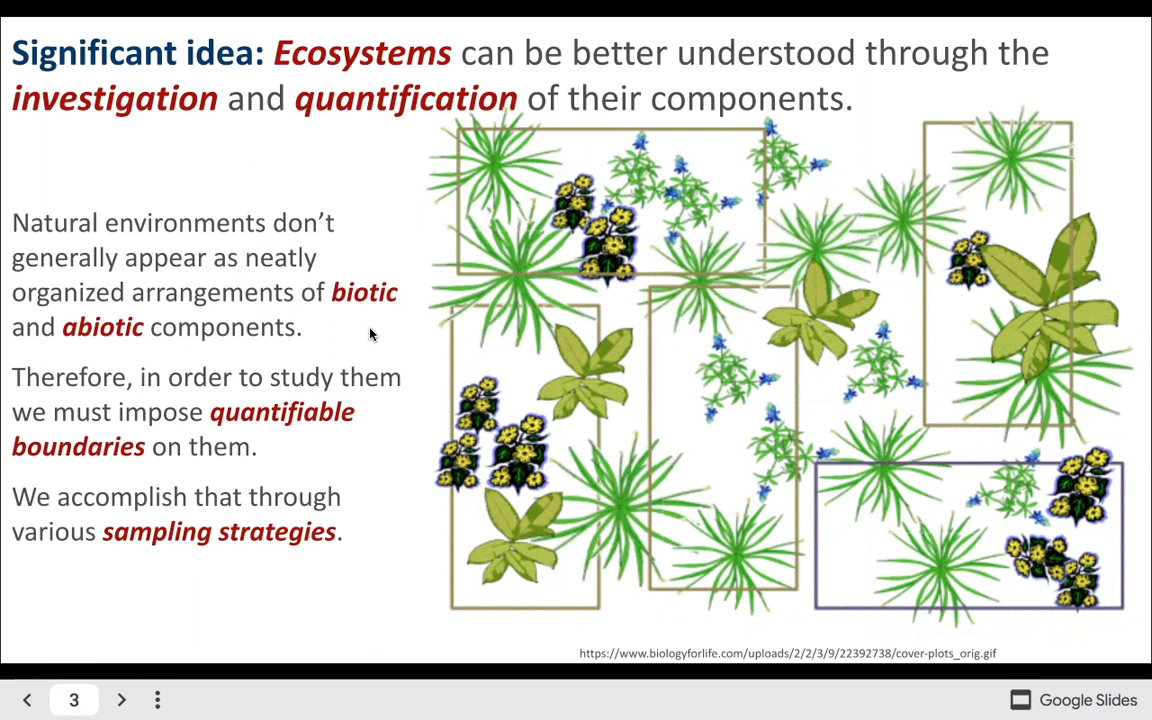 Significant idea: Ecosystems can be better understood through the
investigation and quantification of their components.
Natural environments don’t
generally appear as neatly
organized arrangements of biotic
and abiotic components.
Therefore, in order to study them
we must impose quantifiable
boundaries on them.
We accomplish that through
various sampling strategies.
https://www.biologyforlife.com/uploads/2/2/3/9/22392738/cover-plots_orig.gif
3
Google Slides